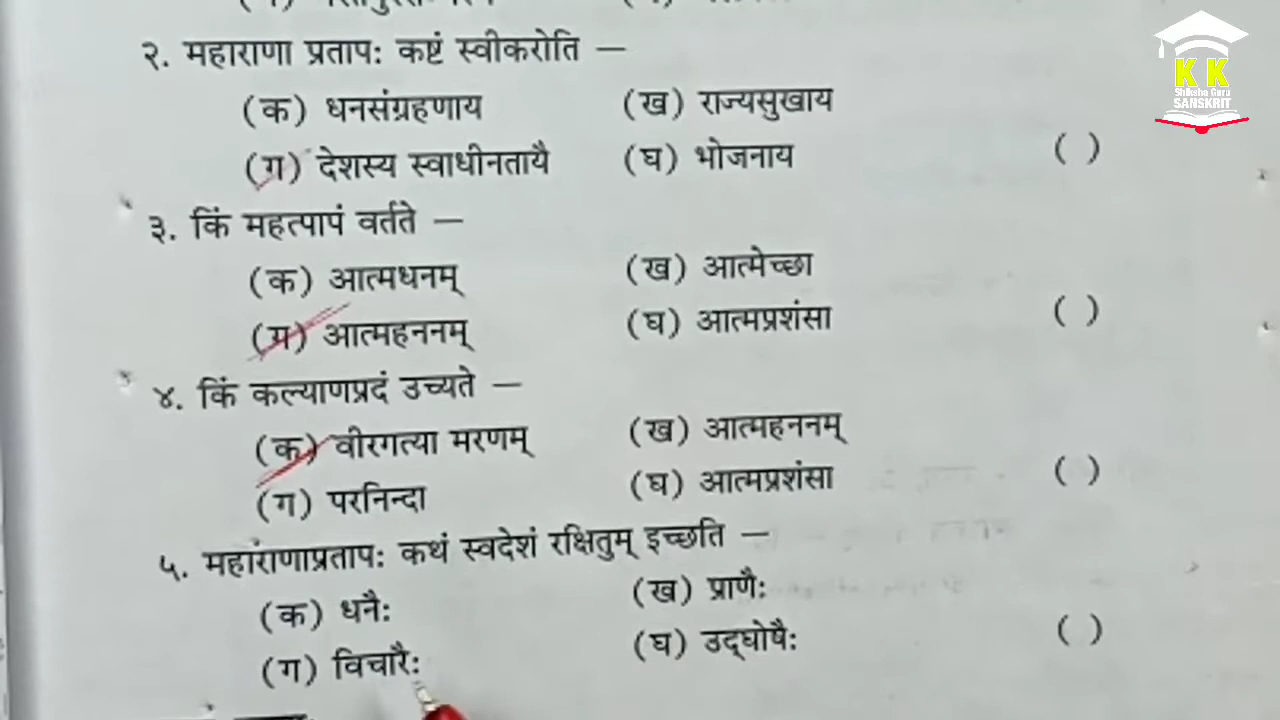 २. महाराणा प्रतापः कष्टं स्वीकरोति —
(क) धनसंग्रहणाय (ख) राज्यसुखाय
(ग) देशस्य स्वाधीनतायै (घ) भोजनाय ( )
३. किं महत्पापं वर्तते —
(क) आत्मधनम् (ख) आत्मेच्छा
(ग) आत्महननम् (घ) आत्मप्रशंसा ( )
४. किं कल्याणप्रदं उच्यते —
(क) वीरगत्या मरणम् (ख) आत्महननम्
(ग) परनिन्दा (घ) आत्मप्रशंसा ( )
५. महाराणाप्रतापः कथं स्वदेशं रक्षितुम् इच्छति —
(क) धनैः (ख) प्राणैः
(ग) विचारैः (घ) उद्घोषैः ( )
K K
Shiksha Guru
SANSKRIT